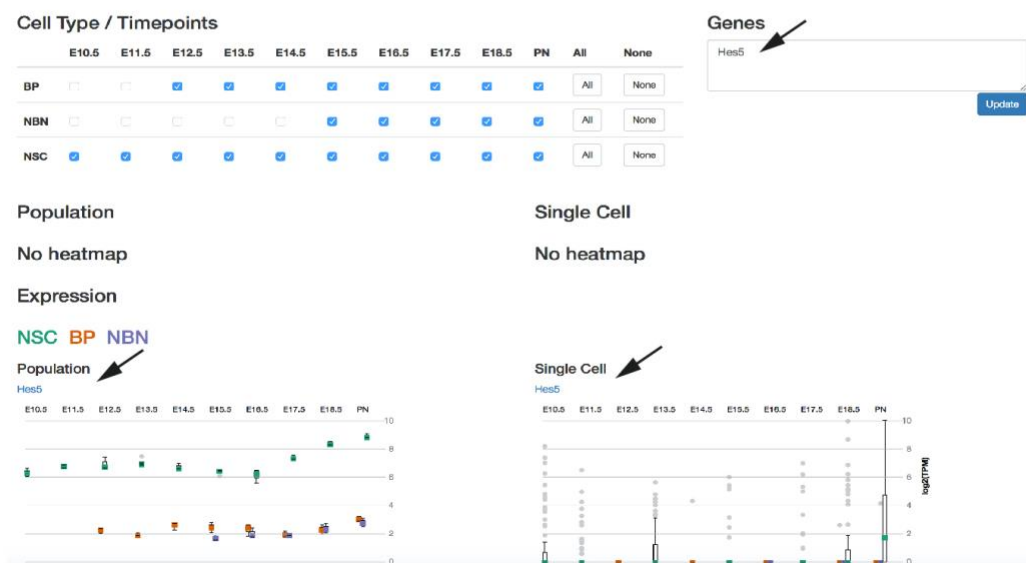 Cell Type / Timepoints
E10.5 E11.5 E12.5 E13.5 E14.5 E15.5 E16.5 E17.5 E18.5 PN All None
BP All None
NBN All None
NSC All None
Genes
Hes5
Update
Population
No heatmap
Expression
NSC BP NBN
Population
Hes5
E10.5 E11.5 E12.5 E13.5 E14.5 E15.5 E16.5 E17.5 E18.5 PN
10
8
6
4
2
0
Single Cell
No heatmap
Single Cell
Hes5
E10.5 E11.5 E12.5 E13.5 E14.5 E15.5 E16.5 E17.5 E18.5 PN
10
8
6
4
2
0
log2(TPM)